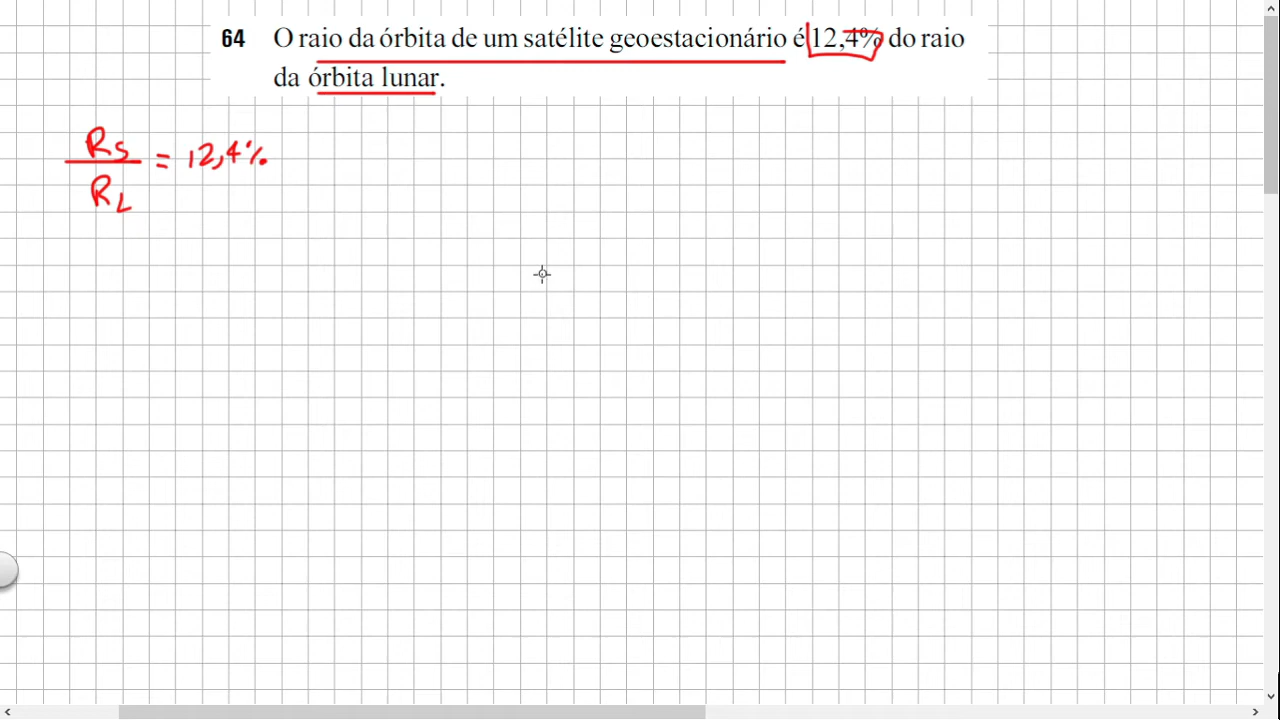 64 O raio da órbita de um satélite geoestacionário é 12,4% do raio
da órbita lunar.
RS
= 12,4%
RL